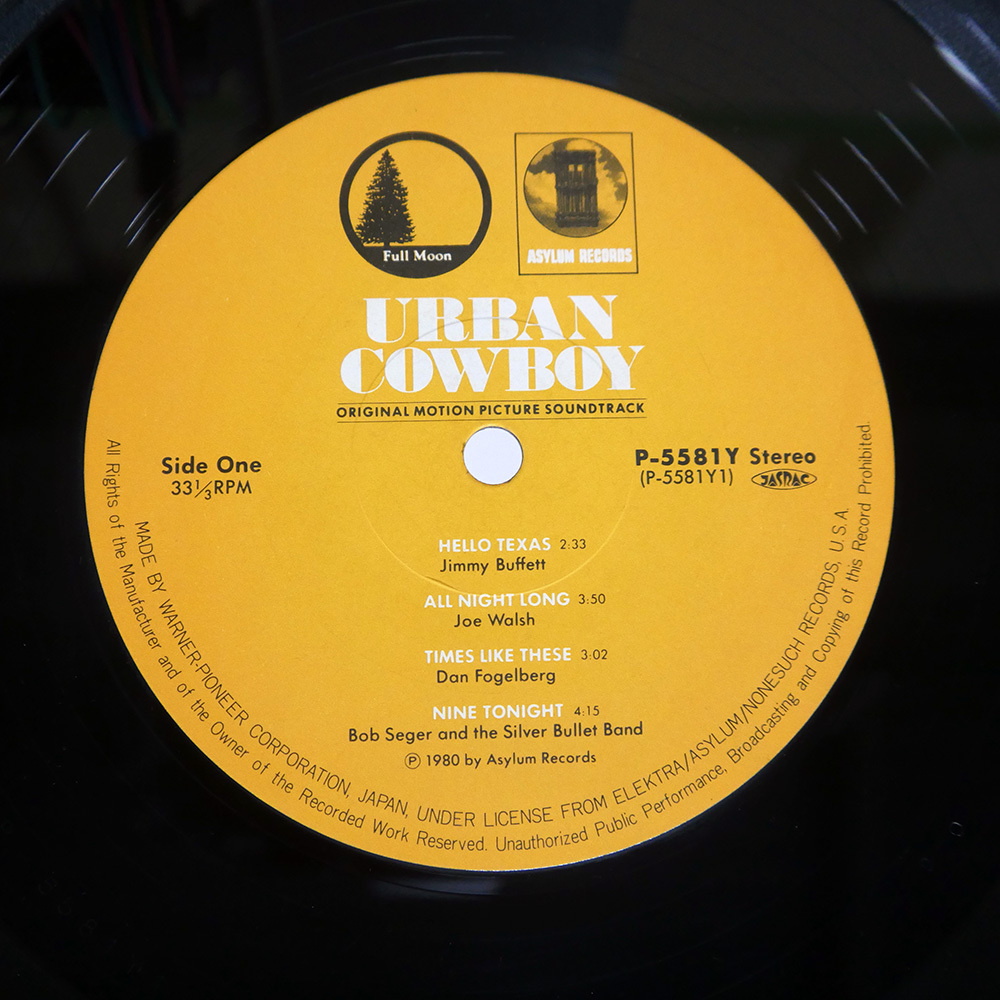 Full Moon
ASYLUM RECORDS
URBAN
COWBOY
ORIGINAL MOTION PICTURE SOUNDTRACK
Side One
33 1/3 RPM
P-5581Y Stereo
(P-5581Y1) JASRAC
HELLO TEXAS 2:33
Jimmy Buffett
ALL NIGHT LONG 3:50
Joe Walsh
TIMES LIKE THESE 3:02
Dan Fogelberg
NINE TONIGHT 4:15
Bob Seger and the Silver Bullet Band
Ⓟ 1980 by Asylum Records
MADE BY WARNER-PIONEER CORPORATION, JAPAN, UNDER LICENSE FROM ELEKTRA/ASYLUM/NONESUCH RECORDS, U.S.A.
All Rights of the Manufacturer and of the Owner of the Recorded Work Reserved. Unauthorized Public Performance, Broadcasting and Copying of this Record Prohibited.